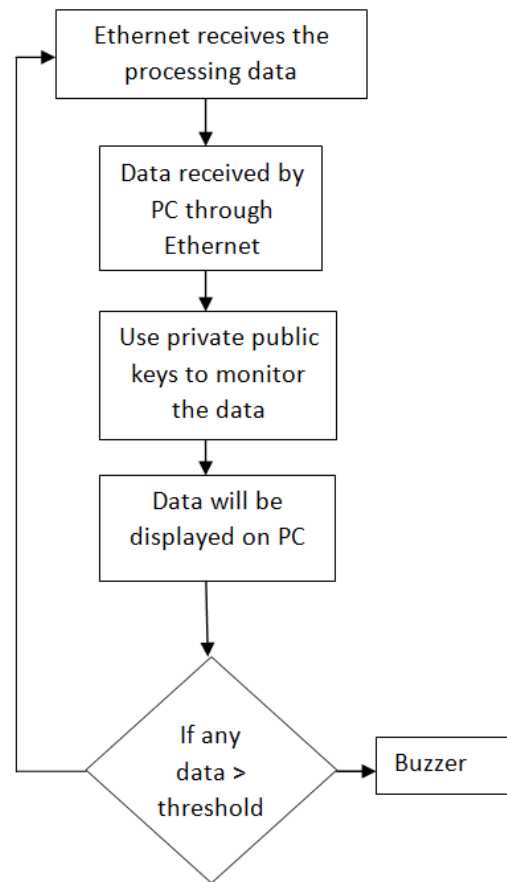 Ethernet receives the
processing data
Data received by
PC through
Ethernet
Use private public
keys to monitor
the data
Data will be
displayed on PC
If any
data >
threshold
Buzzer